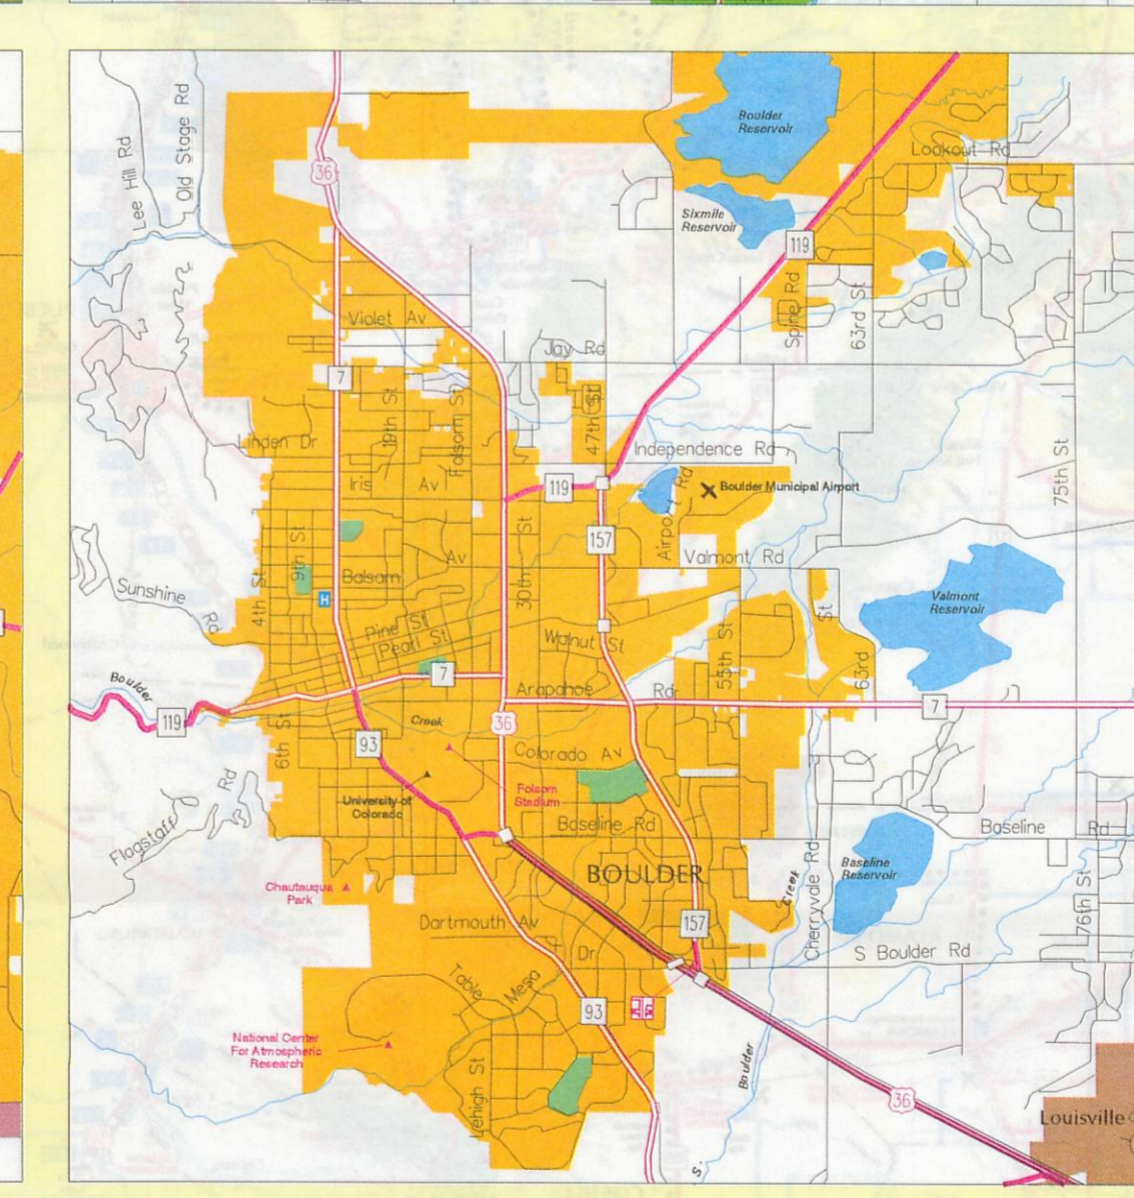 Boulder
Reservoir
Lookout Rd
Old Stage Rd
Lee Hill Rd
36
Sixmile
Reservoir
119
Spine Rd
63rd St
Violet Av
Jay Rd
7
19th St
Folsom St
47th St
Linden Dr
Independence Rd
75th St
Iris Av
119
Airport Rd
Boulder Municipal Airport
30th St
157
9th St
Av
Valmont Rd
Balsam
4th St
Sunshine Rd
H
Valmont
Reservoir
St
Pine St
Pearl St
Walnut St
55th St
63rd
Boulder
7
Arapahoe Rd
7
119
6th St
Creek
36
93
Colorado Av
University of
Colorado
Folsom
Stadium
Rd
Flagstaff
Baseline Rd
Baseline Rd
BOULDER
Baseline
Reservoir
Chautauqua
Park
Creek
Cherryvale Rd
76th St
Dartmouth Av
157
S Boulder Rd
Dr
Table Mesa
93
National Center
For Atmospheric
Research
Lehigh St
Boulder
36
Louisville
S.